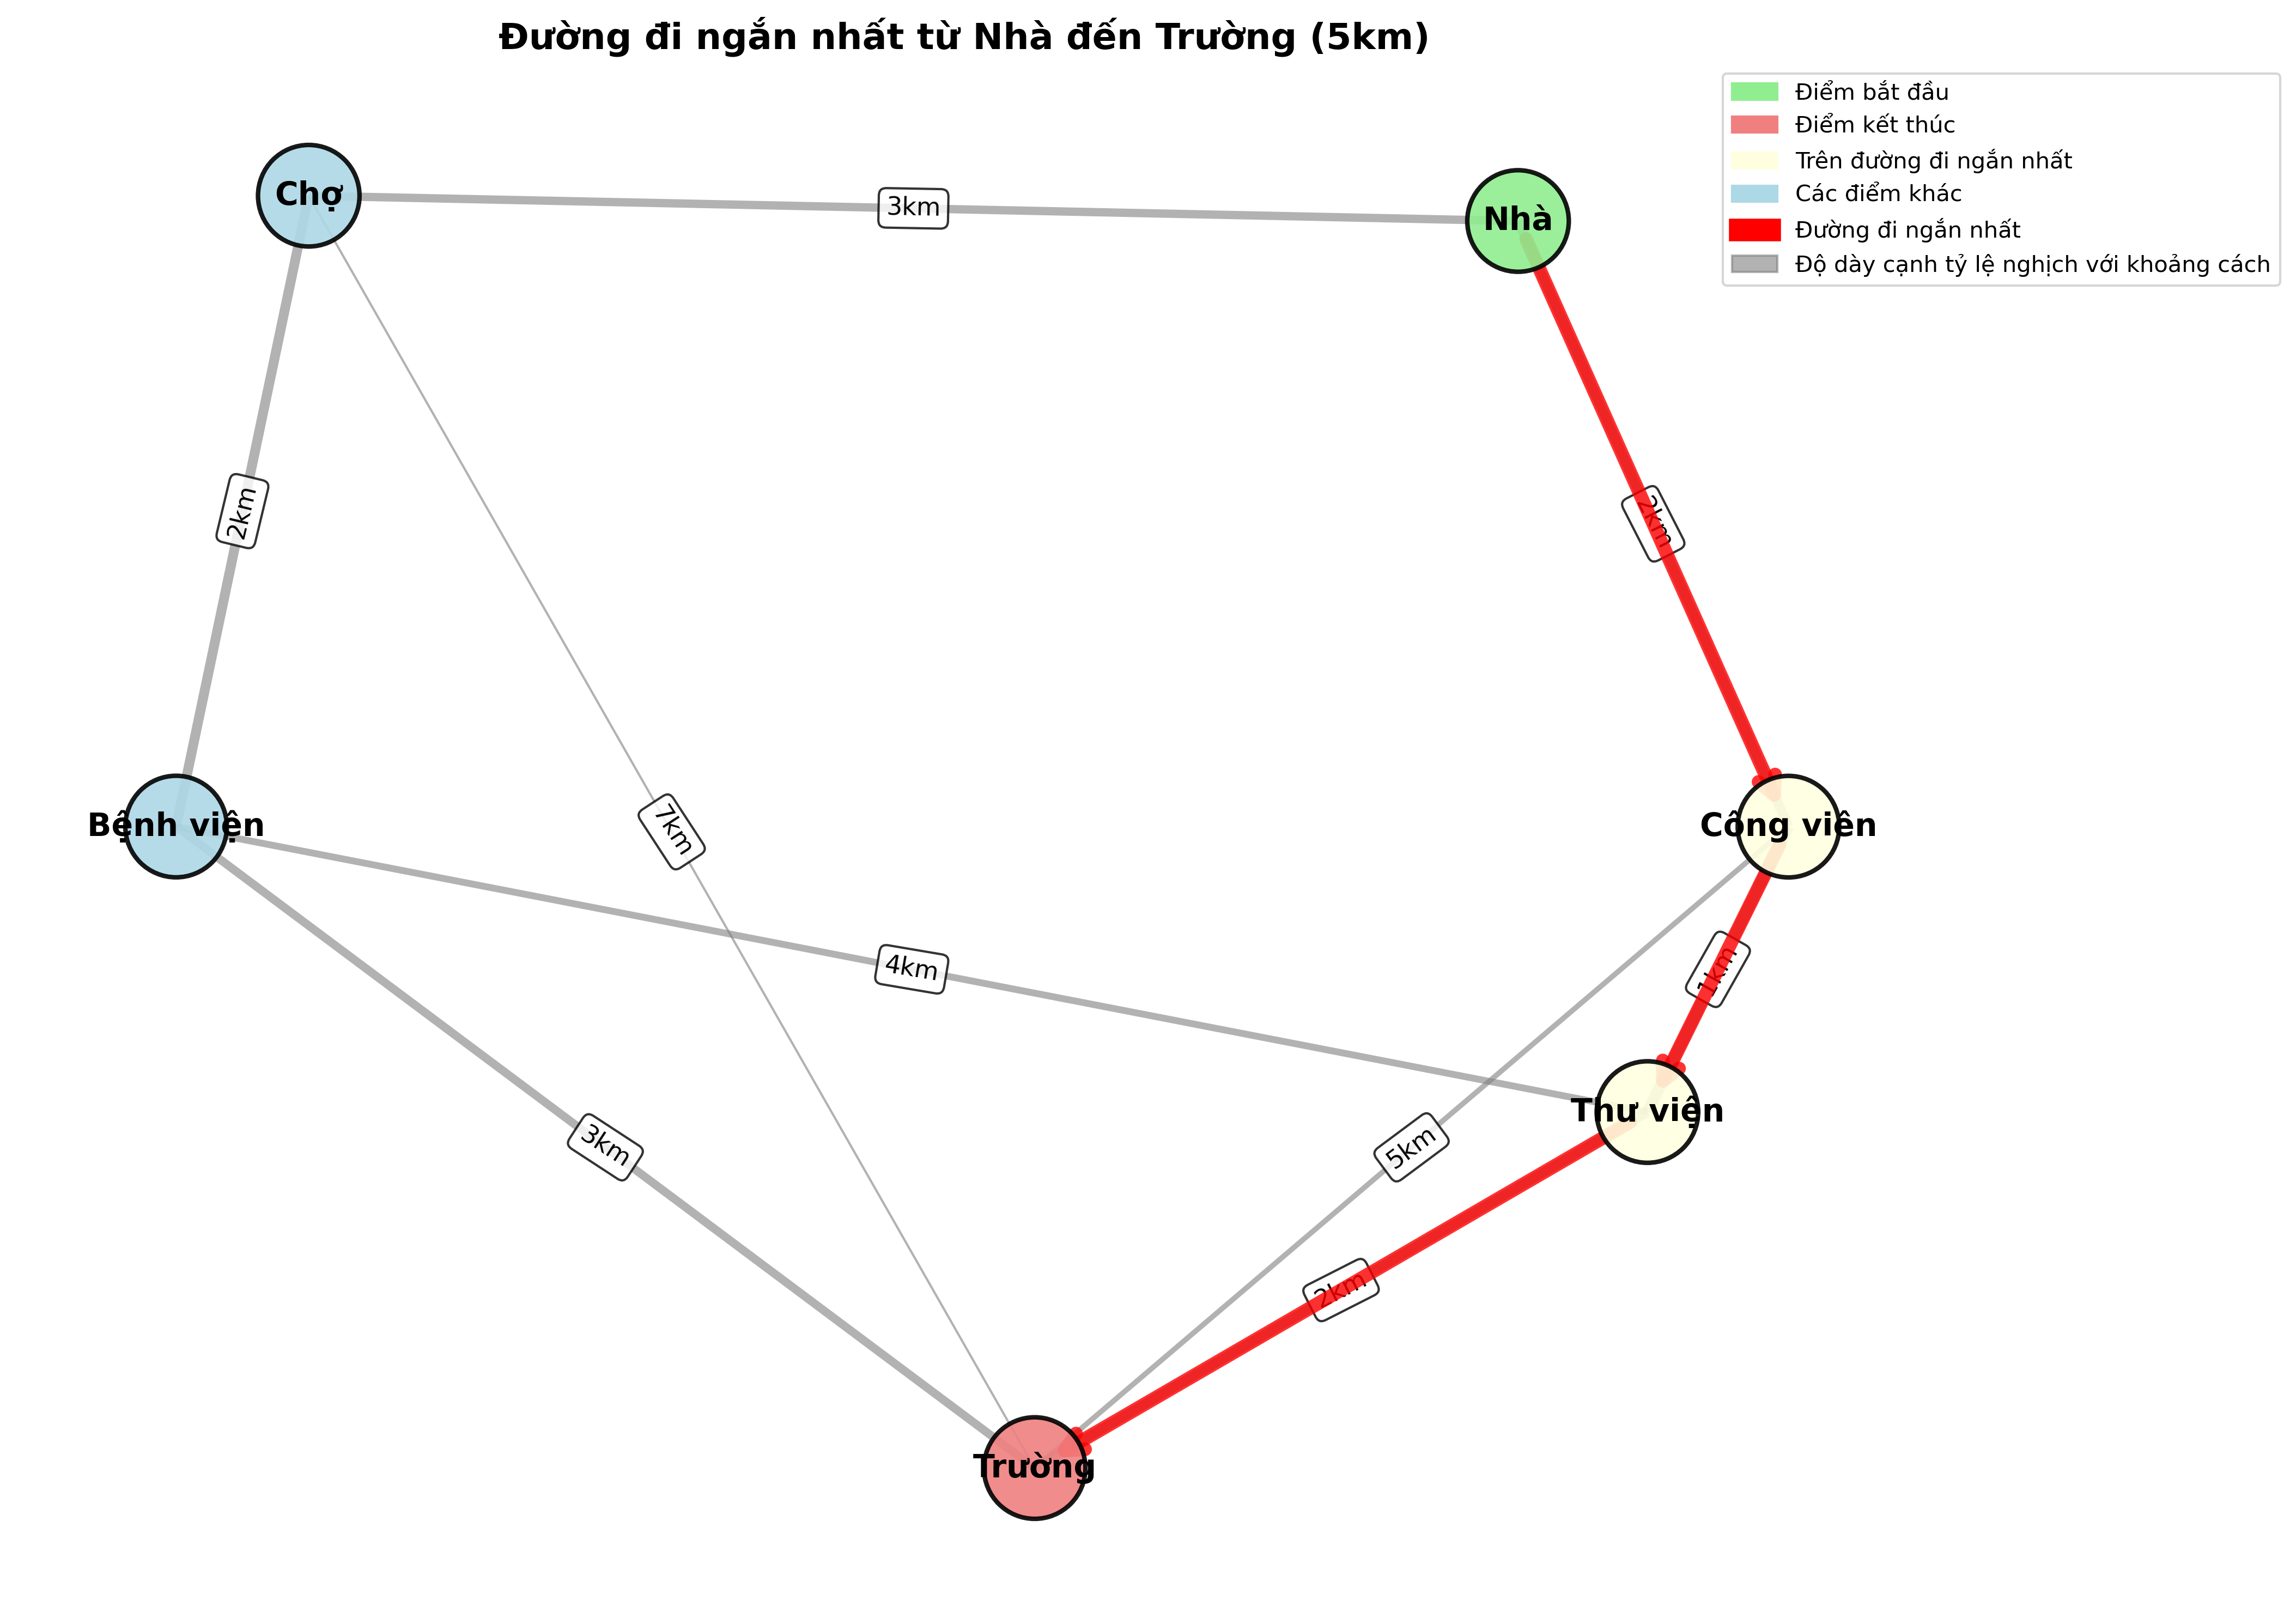 Đường đi ngắn nhất từ Nhà đến Trường (5km)
Điểm bắt đầu
Điểm kết thúc
Trên đường đi ngắn nhất
Các điểm khác
Đường đi ngắn nhất
Độ dày cạnh tỷ lệ nghịch với khoảng cách
Chợ
3km
Nhà
2km
2km
7km
Bệnh viện
Công viên
4km
1km
Thư viện
3km
5km
2km
Trường